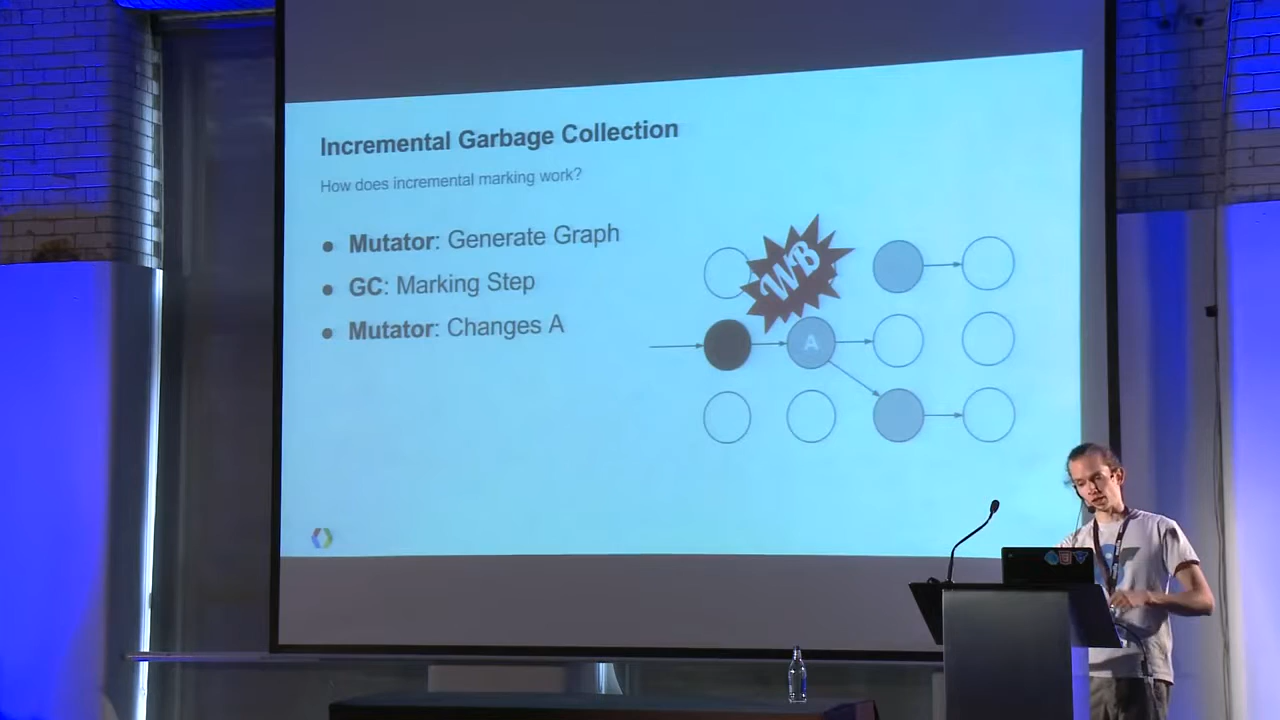 Incremental Garbage Collection
How does incremental marking work?
● Mutator: Generate Graph
● GC: Marking Step
● Mutator: Changes A
WB
A